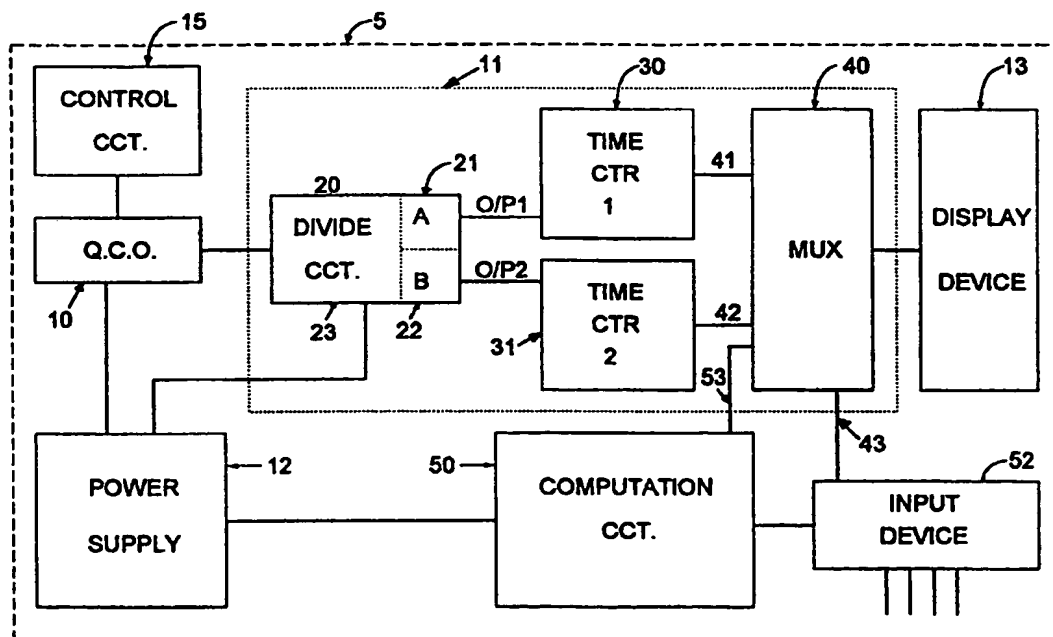 15
5
CONTROL
CCT.
11
30
40
13
TIME
CTR
1
41
MUX
DISPLAY
DEVICE
20
21
DIVIDE
CCT.
A
B
O/P1
O/P2
Q.C.O.
10
23
22
31
TIME
CTR
2
42
53
43
POWER
SUPPLY
12
50
COMPUTATION
CCT.
52
INPUT
DEVICE